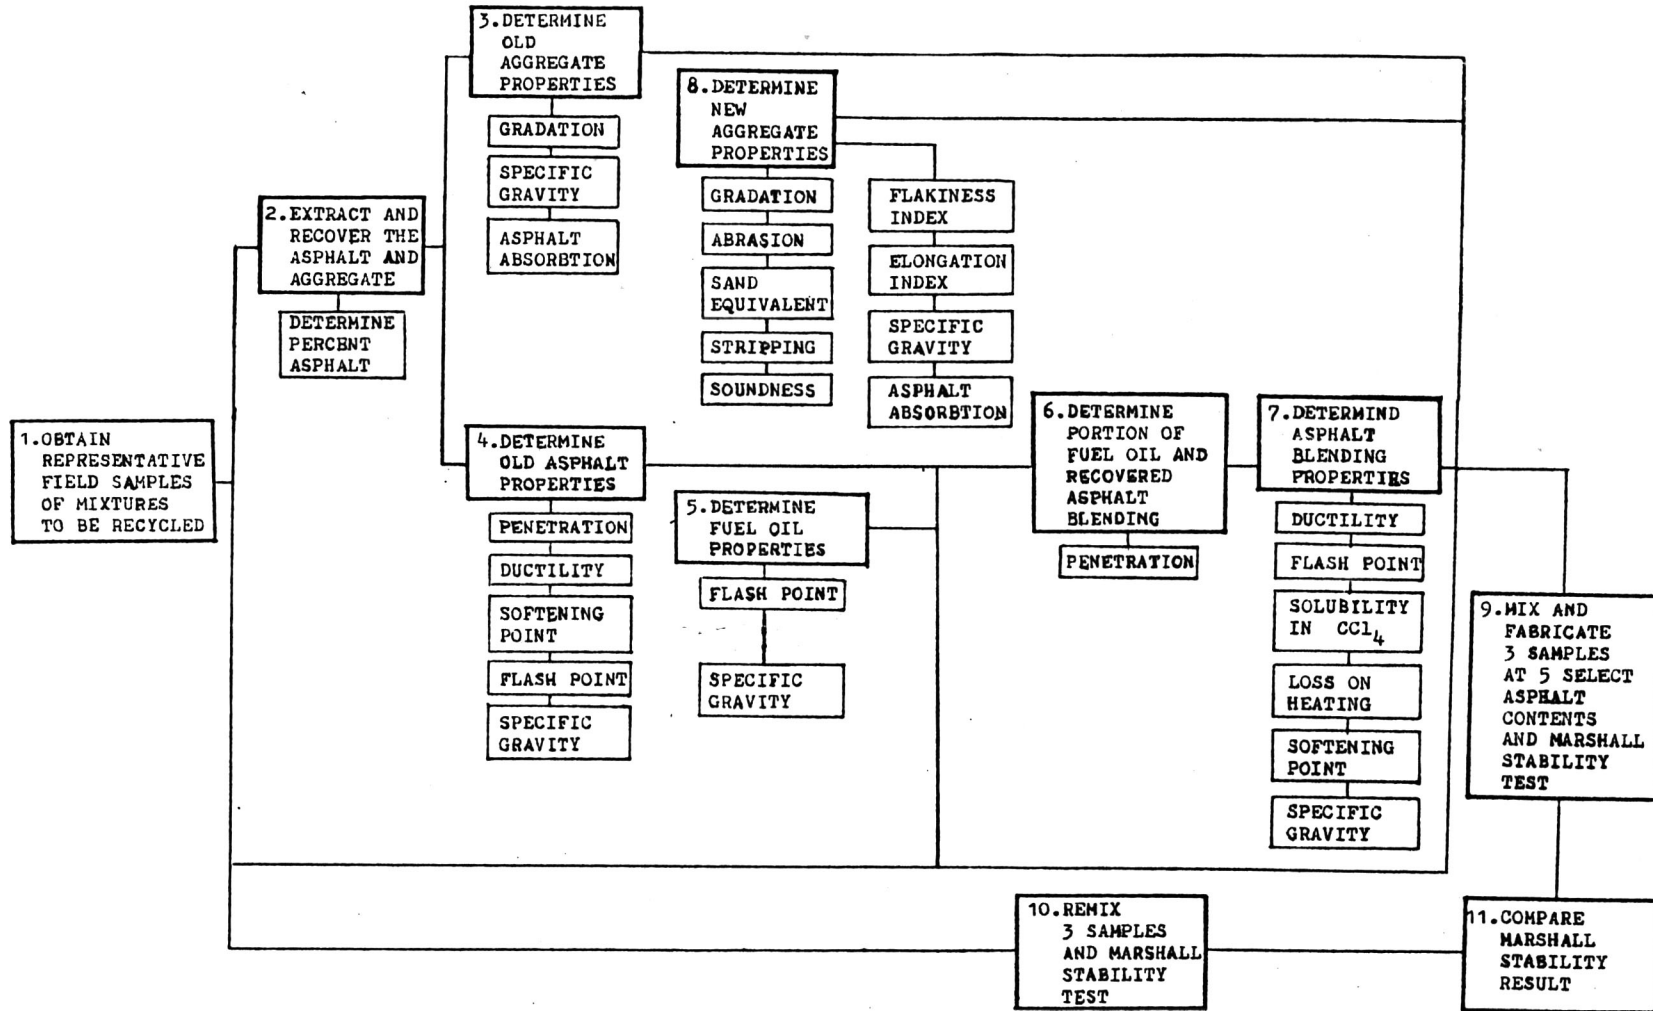 1.OBTAIN
REPRESENTATIVE
FIELD SAMPLES
OF MIXTURES
TO BE RECYCLED
2.EXTRACT AND
RECOVER THE
ASPHALT AND
AGGREGATE
DETERMINE
PERCENT
ASPHALT
3.DETERMINE
OLD
AGGREGATE
PROPERTIES
GRADATION
SPECIFIC
GRAVITY
ASPHALT
ABSORBTION
4.DETERMINE
OLD ASPHALT
PROPERTIES
PENETRATION
DUCTILITY
SOFTENING
POINT
FLASH POINT
SPECIFIC
GRAVITY
8.DETERMINE
NEW
AGGREGATE
PROPERTIES
GRADATION
ABRASION
SAND
EQUIVALENT
STRIPPING
SOUNDNESS
FLAKINESS
INDEX
ELONGATION
INDEX
SPECIFIC
GRAVITY
ASPHALT
ABSORBTION
5.DETERMINE
FUEL OIL
PROPERTIES
FLASH POINT
SPECIFIC
GRAVITY
6.DETERMINE
PORTION OF
FUEL OIL AND
RECOVERED
ASPHALT
BLENDING
PENETRATION
7.DETERMIND
ASPHALT
BLENDING
PROPERTIES
DUCTILITY
FLASH POINT
SOLUBILITY
IN CCl4
LOSS ON
HEATING
SOFTENING
POINT
SPECIFIC
GRAVITY
9.MIX AND
FABRICATE
3 SAMPLES
AT 5 SELECT
ASPHALT
CONTENTS
AND MARSHALL
STABILITY
TEST
10.REMIX
3 SAMPLES
AND MARSHALL
STABILITY
TEST
11.COMPARE
MARSHALL
STABILITY
RESULT